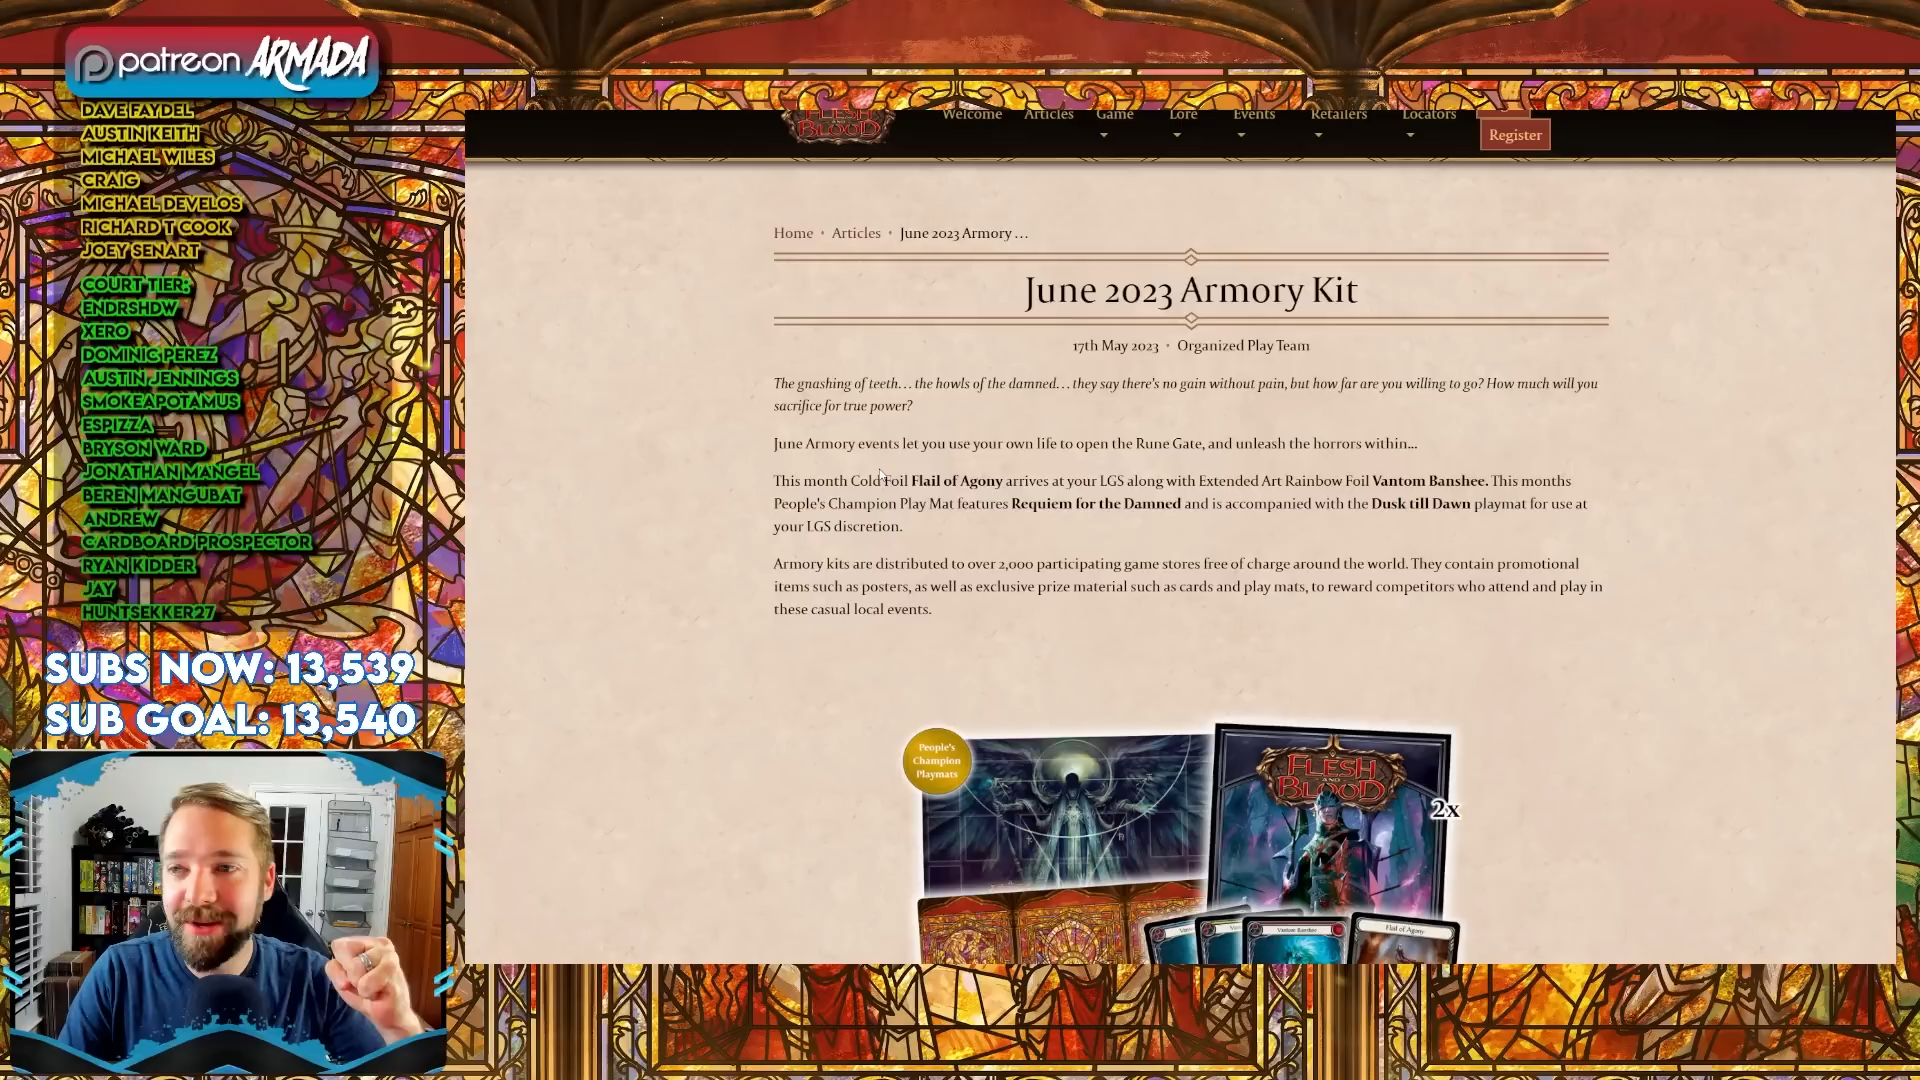 patreon ARMADA
DAVE FAYDEL
AUSTIN KEITH
MICHAEL WILES
CRAIG
MICHAEL DEVELOS
RICHARD T COOK
JOEY SENART
COURT TIER:
ENDRSHDW
XERO
DOMINIC PEREZ
AUSTIN JENNINGS
SMOKEAPOTAMUS
ESPIZZA
BRYSON WARD
JONATHAN MANGEL
BEREN MANGUBAT
ANDREW
CARDBOARD PROSPECTOR
RYAN KIDDER
JAY
HUNTSEKKER27
SUBS NOW: 13,539
SUB GOAL: 13,540
FLESH AND BLOOD
Welcome Articles Game Lore Events Retailers Locators
Register
Home • Articles • June 2023 Armory ...
June 2023 Armory Kit
17th May 2023 • Organized Play Team
The gnashing of teeth... the howls of the damned... they say there's no gain without pain, but how far are you willing to go? How much will you
sacrifice for true power?
June Armory events let you use your own life to open the Rune Gate, and unleash the horrors within...
This month Cold Foil Flail of Agony arrives at your LGS along with Extended Art Rainbow Foil Vantom Banshee. This months
People's Champion Play Mat features Requiem for the Damned and is accompanied with the Dusk till Dawn playmat for use at
your LGS discretion.
Armory kits are distributed to over 2,000 participating game stores free of charge around the world. They contain promotional
items such as posters, as well as exclusive prize material such as cards and play mats, to reward competitors who attend and play in
these casual local events.
People's
Champion
Playmats
FLESH
AND
BLOOD
2x
Vantom Banshee
Flail of Agony